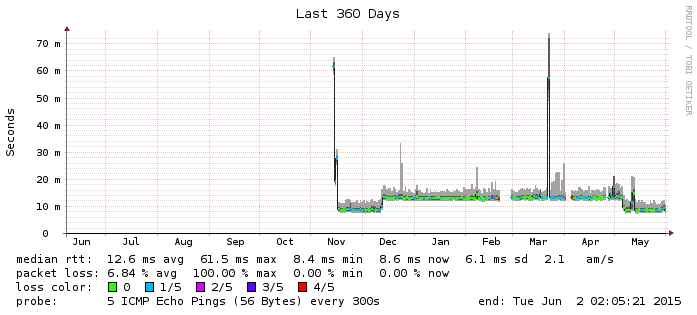 Last 360 Days
RRDTOOL / TOBI OETIKER
Seconds
70 m
60 m
50 m
40 m
30 m
20 m
10 m
0
Jun Jul Aug Sep Oct Nov Dec Jan Feb Mar Apr May
median rtt: 12.6 ms avg 61.5 ms max 8.4 ms min 8.6 ms now 6.1 ms sd 2.1 am/s
packet loss: 6.84 % avg 100.00 % max 0.00 % min 0.00 % now
loss color: 0 1/5 2/5 3/5 4/5
probe: 5 ICMP Echo Pings (56 Bytes) every 300s end: Tue Jun 2 02:05:21 2015